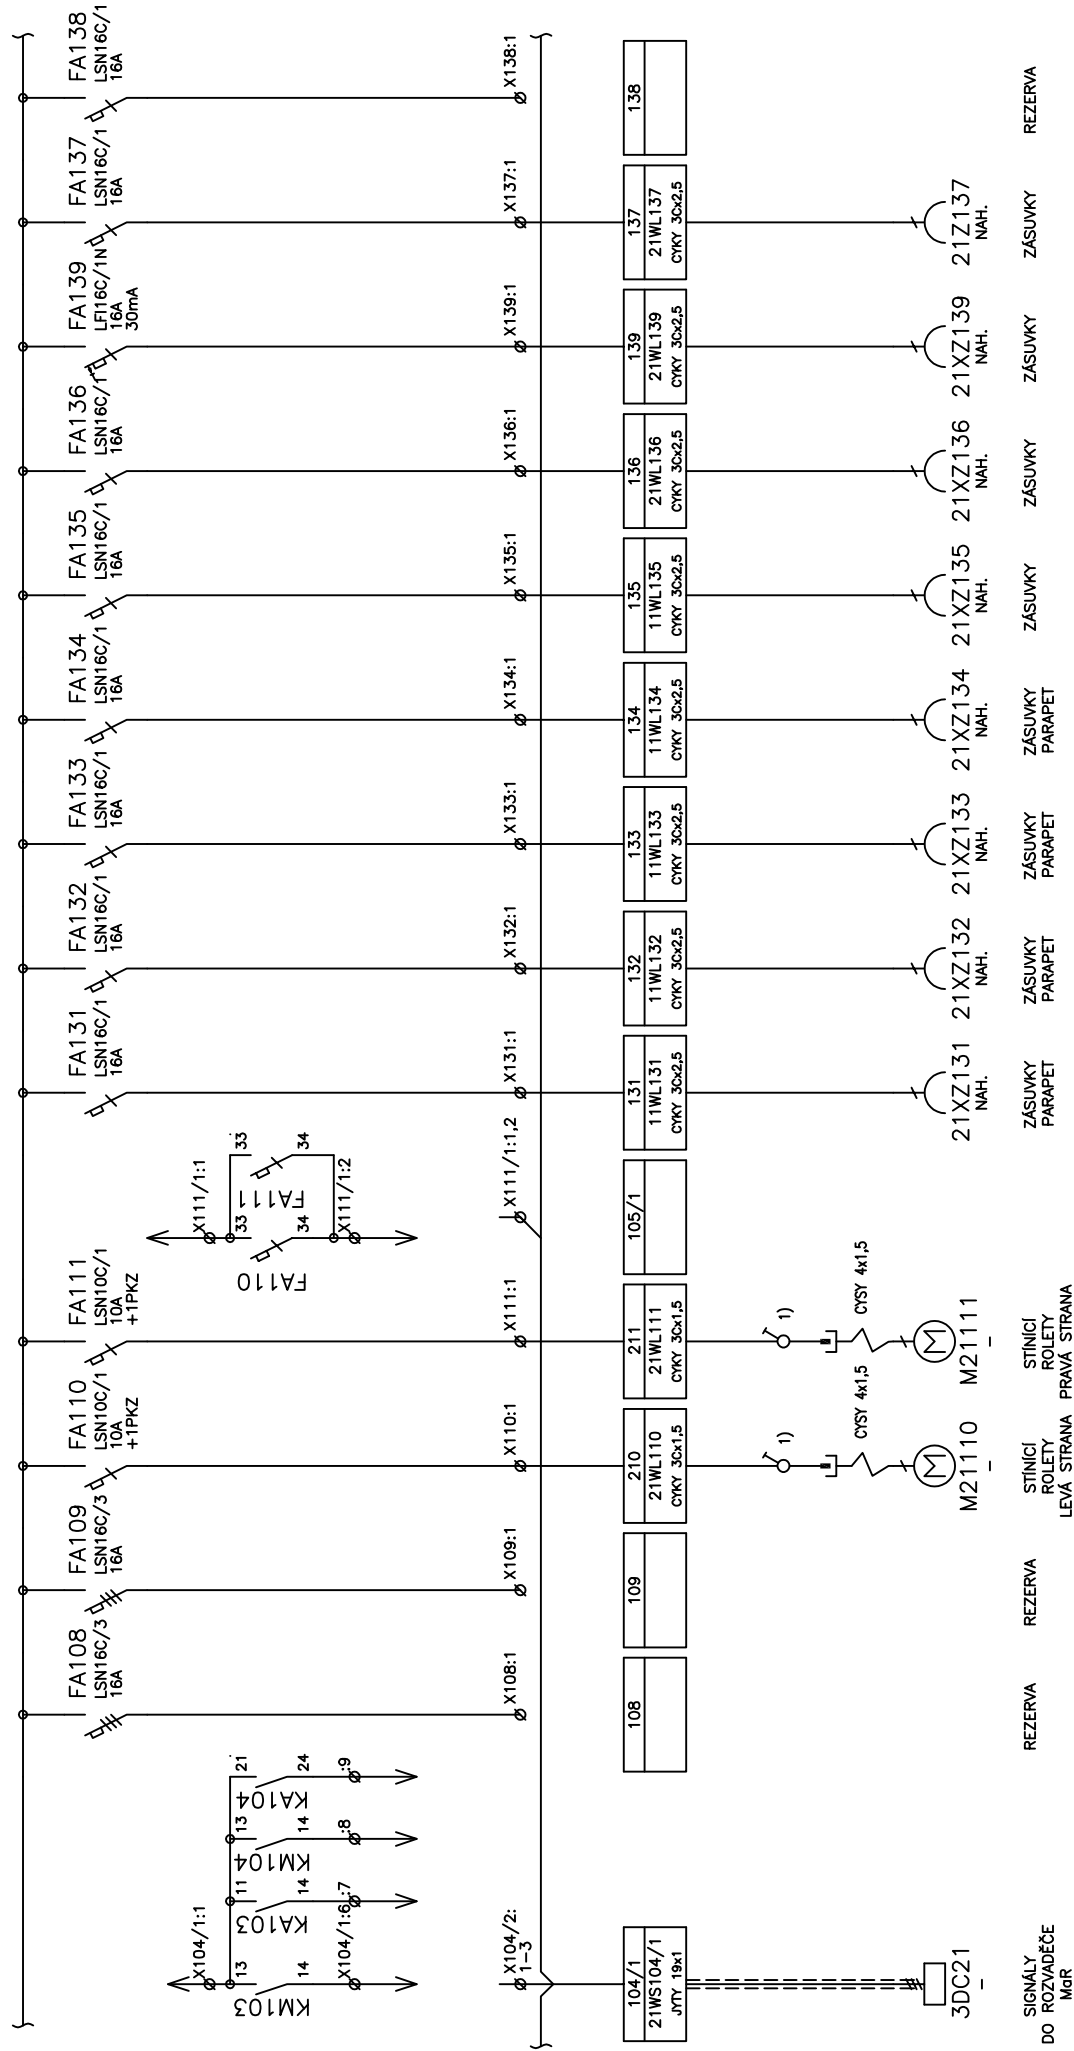 FA138
LSN16C/1
16A
X138:1
138
REZERVA
FA137
LSN16C/1
16A
X137:1
137
21WL137
CYKY 3Cx2,5
21Z137
NAH.
ZÁSUVKY
FA139
LFI16C/1N
16A
30mA
X139:1
139
21WL139
CYKY 3Cx2,5
21XZ139
NAH.
ZÁSUVKY
FA136
LSN16C/1
16A
X136:1
136
21WL136
CYKY 3Cx2,5
21XZ136
NAH.
ZÁSUVKY
FA135
LSN16C/1
16A
X135:1
135
11WL135
CYKY 3Cx2,5
21XZ135
NAH.
ZÁSUVKY
FA134
LSN16C/1
16A
X134:1
134
11WL134
CYKY 3Cx2,5
21XZ134
NAH.
ZÁSUVKY
PARAPET
FA133
LSN16C/1
16A
X133:1
133
11WL133
CYKY 3Cx2,5
21XZ133
NAH.
ZÁSUVKY
PARAPET
FA132
LSN16C/1
16A
X132:1
132
11WL132
CYKY 3Cx2,5
21XZ132
NAH.
ZÁSUVKY
PARAPET
FA131
LSN16C/1
16A
X131:1
131
11WL131
CYKY 3Cx2,5
21XZ131
NAH.
ZÁSUVKY
PARAPET
X111/1:1
33
33
FA111
FA110
34
34
X111/1:2
X111/1:1,2
105/1
FA111
LSN10C/1
10A
+1PKZ
X111:1
211
21WL111
CYKY 3Cx1,5
1)
CYSY 4x1,5
M
M21111
–
STÍNÍCÍ
ROLETY
PRAVÁ STRANA
FA110
LSN10C/1
10A
+1PKZ
X110:1
210
21WL110
CYKY 3Cx1,5
1)
CYSY 4x1,5
M
M21110
–
STÍNÍCÍ
ROLETY
LEVÁ STRANA
FA109
LSN16C/3
16A
X109:1
109
REZERVA
FA108
LSN16C/3
16A
X108:1
108
REZERVA
X104/1:1
13
11
13
21
KM103
KA103
KM104
KA104
14
14
14
24
X104/1:6
:7
:8
:9
X104/2:
1–3
104/1
21WS104/1
JYTY 19x1
3DC21
–
SIGNÁLY
DO ROZVADĚČE
MaR